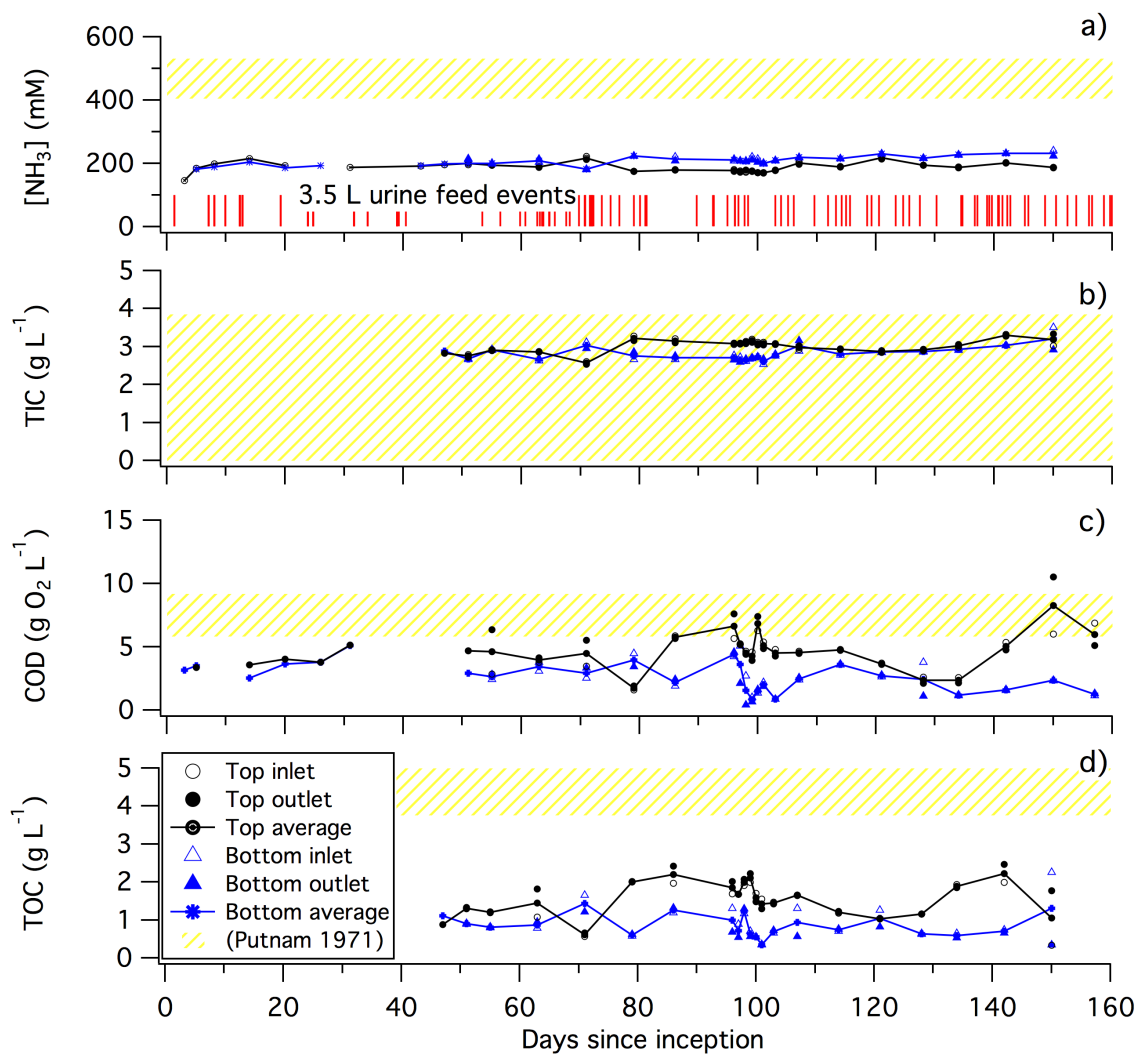 a)
600
400
200
0
[NH₃] (mM)
3.5 L urine feed events
b)
5
4
3
2
1
0
TIC (g L⁻¹)
c)
15
10
5
0
COD (g O₂ L⁻¹)
d)
5
4
3
2
1
0
TOC (g L⁻¹)
Top inlet
Top outlet
Top average
Bottom inlet
Bottom outlet
Bottom average
(Putnam 1971)
0 20 40 60 80 100 120 140 160
Days since inception